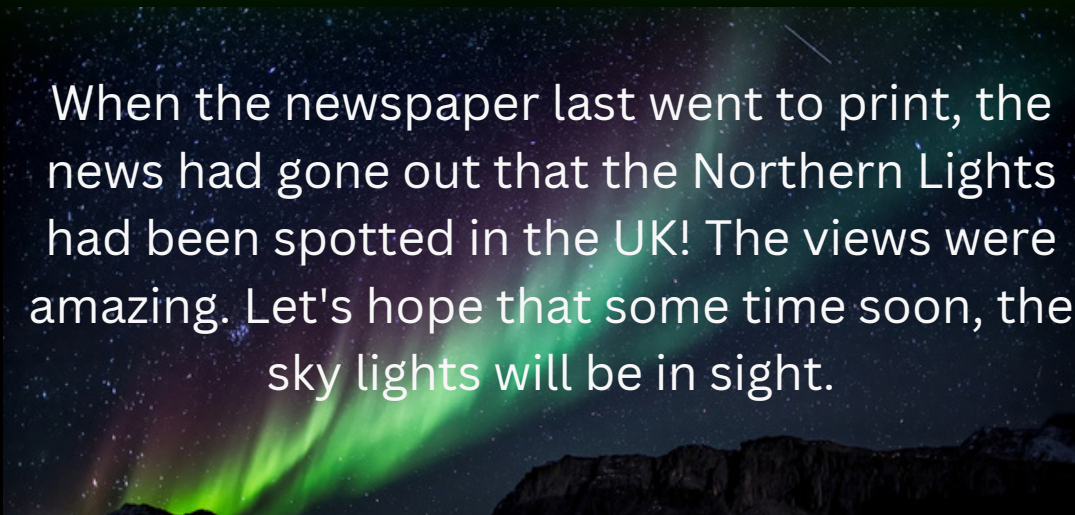 When the newspaper last went to print, the
news had gone out that the Northern Lights
had been spotted in the UK! The views were
amazing. Let's hope that some time soon, the
sky lights will be in sight.